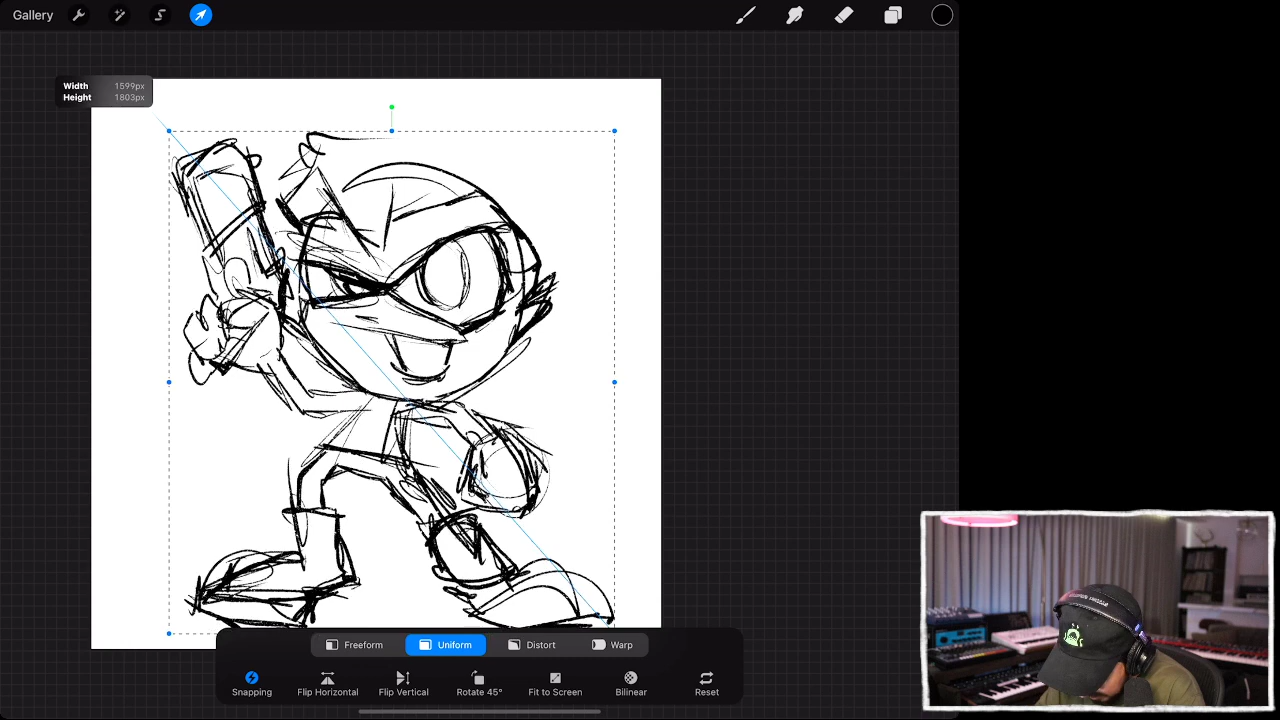 Gallery
Width 1599px
Height 1803px
Freeform Uniform Distort Warp
Snapping Flip Horizontal Flip Vertical Rotate 45° Fit to Screen Bilinear Reset